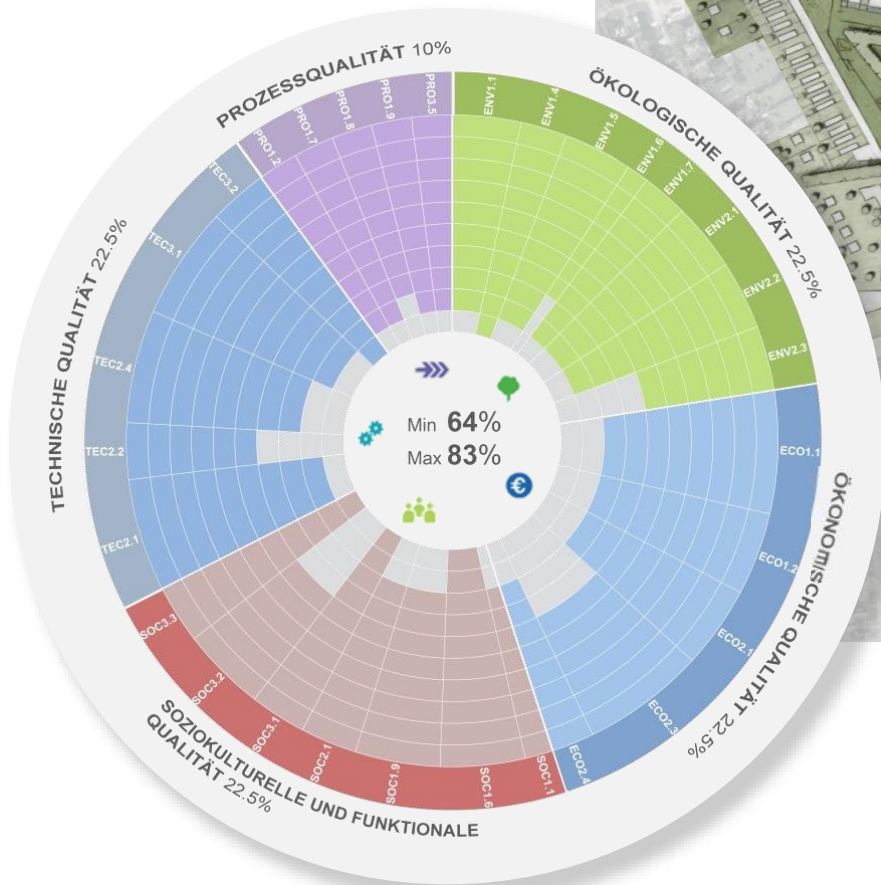 PROZESSQUALITÄT 10%
PRO1.2
PRO1.7
PRO1.8
PRO1.9
PRO3.5
ÖKOLOGISCHE QUALITÄT 22.5%
ENV1.1
ENV1.4
ENV1.5
ENV1.6
ENV1.7
ENV2.1
ENV2.2
ENV2.3
ÖKONOMISCHE QUALITÄT 22.5%
ECO1.1
ECO1.2
ECO2.1
ECO2.3
ECO2.4
SOZIOKULTURELLE UND FUNKTIONALE
QUALITÄT 22.5%
SOC1.1
SOC1.6
SOC1.9
SOC2.1
SOC3.1
SOC3.2
SOC3.3
TECHNISCHE QUALITÄT 22.5%
TEC2.1
TEC2.2
TEC2.4
TEC3.1
TEC3.2
Min 64%
Max 83%
€